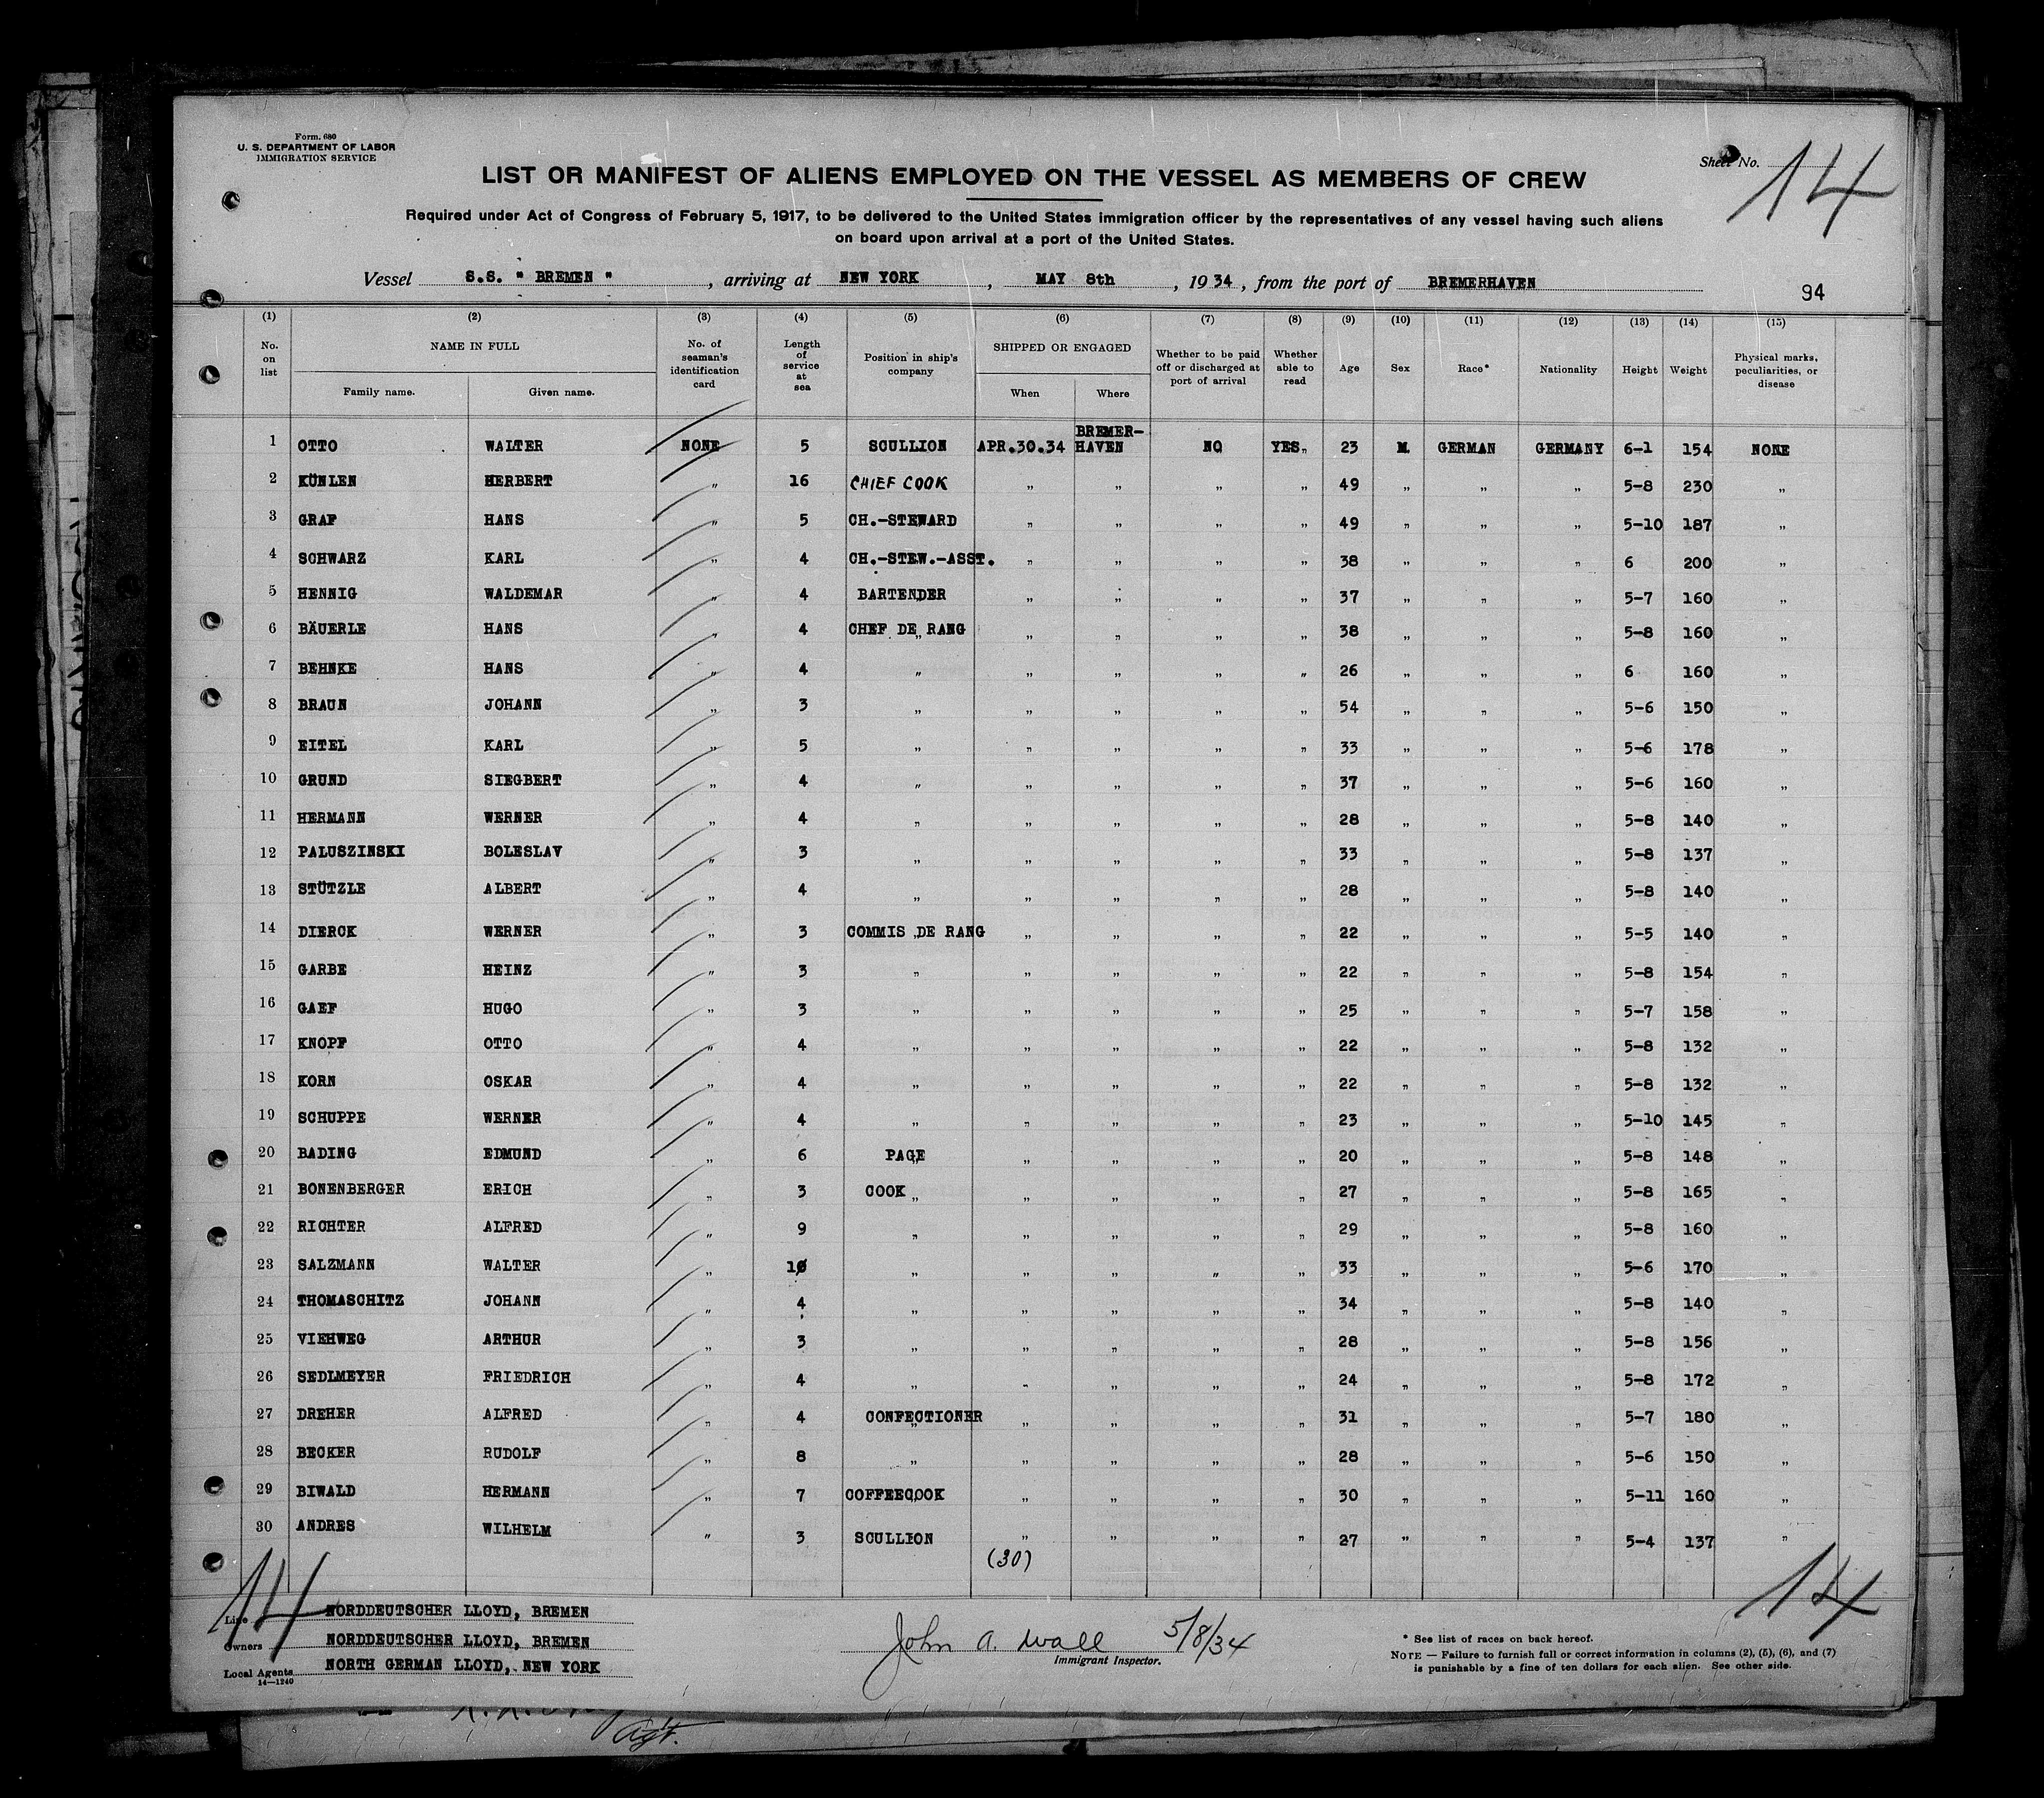 Form 680
U. S. DEPARTMENT OF LABOR
IMMIGRATION SERVICE
Sheet No. 14
LIST OR MANIFEST OF ALIENS EMPLOYED ON THE VESSEL AS MEMBERS OF CREW
Required under Act of Congress of February 5, 1917, to be delivered to the United States immigration officer by the representatives of any vessel having such aliens
on board upon arrival at a port of the United States.
Vessel S.S. " BREMEN " , arriving at NEW YORK , MAY 8th , 19 34 , from the port of BREMERHAVEN
94
(1) (2) (3) (4) (5) (6) (7) (8) (9) (10) (11) (12) (13) (14) (15)
No. on list NAME IN FULL Family name. Given name. No. of seaman's identification card Length of service at sea Position in ship's company SHIPPED OR ENGAGED When Where Whether to be paid off or discharged at port of arrival Whether able to read Age Sex Race* Nationality Height Weight Physical marks, peculiarities, or disease
1 OTTO WALTER NONE 5 SCULLION APR.30.34 BREMER-HAVEN NO YES 23 M. GERMAN GERMANY 6-1 154 NONE
2 KÜNLEN HERBERT " 16 CHIEF COOK " " " " 49 " " " 5-8 230 "
3 GRAF HANS " 5 CH.-STEWARD " " " " 49 " " " 5-10 187 "
4 SCHWARZ KARL " 4 CH.-STEW.-ASST. " " " " 38 " " " 6 200 "
5 HENNIG WALDEMAR " 4 BARTENDER " " " " 37 " " " 5-7 160 "
6 BÄUERLE HANS " 4 CHEF DE RANG " " " " 38 " " " 5-8 160 "
7 BEHNKE HANS " 4 " " " " " 26 " " " 6 160 "
8 BRAUN JOHANN " 3 " " " " " 54 " " " 5-6 150 "
9 EITEL KARL " 5 " " " " " 33 " " " 5-6 178 "
10 GRUND SIEGBERT " 4 " " " " " 37 " " " 5-6 160 "
11 HERMANN WERNER " 4 " " " " " 28 " " " 5-8 140 "
12 PALUSZINSKI BOLESLAV " 3 " " " " " 33 " " " 5-8 137 "
13 STÜTZLE ALBERT " 4 " " " " " 28 " " " 5-8 140 "
14 DIERCK WERNER " 3 COMMIS DE RANG " " " " 22 " " " 5-5 140 "
15 GARBE HEINZ " 3 " " " " " 22 " " " 5-8 154 "
16 GAEF HUGO " 3 " " " " " 25 " " " 5-7 158 "
17 KNOPF OTTO " 4 " " " " " 22 " " " 5-8 132 "
18 KORN OSKAR " 4 " " " " " 22 " " " 5-8 132 "
19 SCHUPPE WERNER " 4 " " " " " 23 " " " 5-10 145 "
20 BADING EDMUND " 6 PAGE " " " " 20 " " " 5-8 148 "
21 BONENBERGER ERICH " 3 COOK " " " " 27 " " " 5-8 165 "
22 RICHTER ALFRED " 9 " " " " " 29 " " " 5-8 160 "
23 SALZMANN WALTER " 10 " " " " " 33 " " " 5-6 170 "
24 THOMASCHITZ JOHANN " 4 " " " " " 34 " " " 5-8 140 "
25 VIEHWEG ARTHUR " 3 " " " " " 28 " " " 5-8 156 "
26 SEDLMEYER FRIEDRICH " 4 " " " " " 24 " " " 5-8 172 "
27 DREHER ALFRED " 4 CONFECTIONER " " " " 31 " " " 5-7 180 "
28 BECKER RUDOLF " 8 " " " " " 28 " " " 5-6 150 "
29 BIWALD HERMANN " 7 COFFEECOOK " " " " 30 " " " 5-11 160 "
30 ANDRES WILHELM " 3 SCULLION " " " " 27 " " " 5-4 137 "
(30)
14 14
Line NORDDEUTSCHER LLOYD, BREMEN
Owners NORDDEUTSCHER LLOYD, BREMEN
Local Agents NORTH GERMAN LLOYD, NEW YORK
14—1240
John A. Wall 5/8/34
Immigrant Inspector.
* See list of races on back hereof.
NOTE — Failure to furnish full or correct information in columns (2), (5), (6), and (7)
is punishable by a fine of ten dollars for each alien. See other side.
Agt.